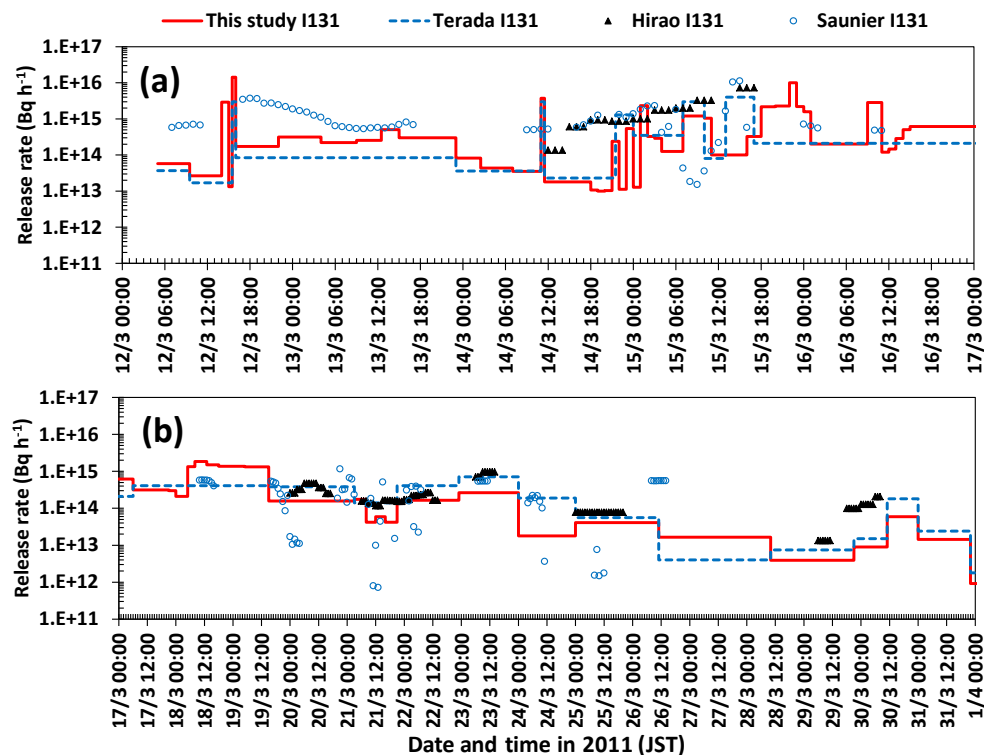 This study I131 Terada I131 Hirao I131 Saunier I131
(a)
Release rate (Bq h⁻¹)
1.E+17
1.E+16
1.E+15
1.E+14
1.E+13
1.E+12
1.E+11
12/3 00:00
12/3 06:00
12/3 12:00
12/3 18:00
13/3 00:00
13/3 06:00
13/3 12:00
13/3 18:00
14/3 00:00
14/3 06:00
14/3 12:00
14/3 18:00
15/3 00:00
15/3 06:00
15/3 12:00
15/3 18:00
16/3 00:00
16/3 06:00
16/3 12:00
16/3 18:00
17/3 00:00
(b)
Release rate (Bq h⁻¹)
1.E+17
1.E+16
1.E+15
1.E+14
1.E+13
1.E+12
1.E+11
17/3 00:00
17/3 12:00
18/3 00:00
18/3 12:00
19/3 00:00
19/3 12:00
20/3 00:00
20/3 12:00
21/3 00:00
21/3 12:00
22/3 00:00
22/3 12:00
23/3 00:00
23/3 12:00
24/3 00:00
24/3 12:00
25/3 00:00
25/3 12:00
26/3 00:00
26/3 12:00
27/3 00:00
27/3 12:00
28/3 00:00
28/3 12:00
29/3 00:00
29/3 12:00
30/3 00:00
30/3 12:00
31/3 00:00
31/3 12:00
1/4 00:00
Date and time in 2011 (JST)